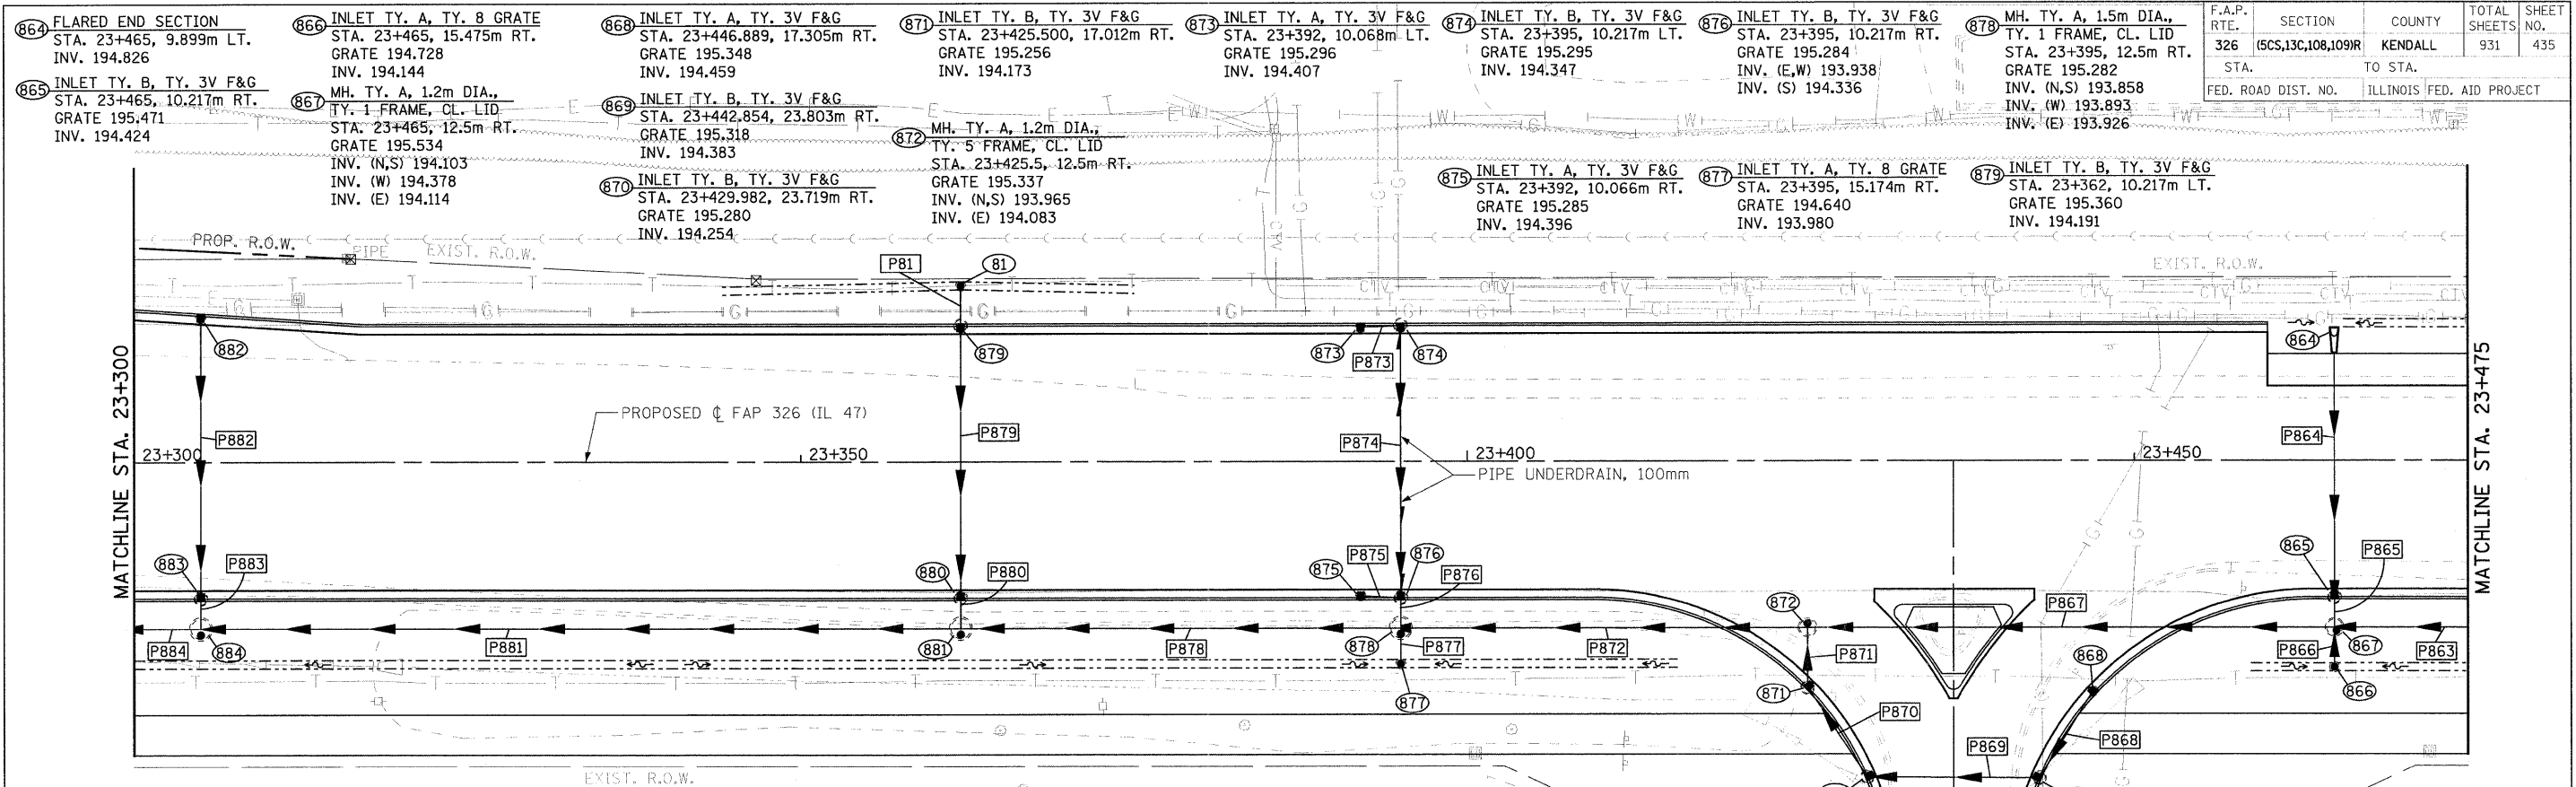 864 FLARED END SECTION
STA. 23+465, 9.899m LT.
INV. 194.826
865 INLET TY. B, TY. 3V F&G
STA. 23+465, 10.217m RT.
GRATE 195.471
INV. 194.424
866 INLET TY. A, TY. 8 GRATE
STA. 23+465, 15.475m RT.
GRATE 194.728
INV. 194.144
867 MH. TY. A, 1.2m DIA.,
TY. 1 FRAME, CL. LID
STA. 23+465, 12.5m RT.
GRATE 195.534
INV. (N,S) 194.103
INV. (W) 194.378
INV. (E) 194.114
868 INLET TY. A, TY. 3V F&G
STA. 23+446.889, 17.305m RT.
GRATE 195.348
INV. 194.459
869 INLET TY. B, TY. 3V F&G
STA. 23+442.854, 23.803m RT.
GRATE 195.318
INV. 194.383
870 INLET TY. B, TY. 3V F&G
STA. 23+429.982, 23.719m RT.
GRATE 195.280
INV. 194.254
871 INLET TY. B, TY. 3V F&G
STA. 23+425.500, 17.012m RT.
GRATE 195.256
INV. 194.173
872 MH. TY. A, 1.2m DIA.,
TY. 5 FRAME, CL. LID
STA. 23+425.5, 12.5m RT.
GRATE 195.337
INV. (N,S) 193.965
INV. (E) 194.083
873 INLET TY. A, TY. 3V F&G
STA. 23+392, 10.068m LT.
GRATE 195.296
INV. 194.407
874 INLET TY. B, TY. 3V F&G
STA. 23+395, 10.217m LT.
GRATE 195.295
INV. 194.347
875 INLET TY. A, TY. 3V F&G
STA. 23+392, 10.066m RT.
GRATE 195.285
INV. 194.396
876 INLET TY. B, TY. 3V F&G
STA. 23+395, 10.217m RT.
GRATE 195.284
INV. (E,W) 193.938
INV. (S) 194.336
877 INLET TY. A, TY. 8 GRATE
STA. 23+395, 15.174m RT.
GRATE 194.640
INV. 193.980
878 MH. TY. A, 1.5m DIA.,
TY. 1 FRAME, CL. LID
STA. 23+395, 12.5m RT.
GRATE 195.282
INV. (N,S) 193.858
INV. (W) 193.893
INV. (E) 193.926
879 INLET TY. B, TY. 3V F&G
STA. 23+362, 10.217m LT.
GRATE 195.360
INV. 194.191
F.A.P. RTE. SECTION COUNTY TOTAL SHEETS SHEET NO.
326 (5CS,13C,108,109)R KENDALL 931 435
STA. TO STA.
FED. ROAD DIST. NO. ILLINOIS FED. AID PROJECT
PROP. R.O.W. PIPE EXIST. R.O.W.
EXIST. R.O.W.
P81 81
882 879 873 P873 874 864
MATCHLINE STA. 23+300
MATCHLINE STA. 23+475
PROPOSED ℄ FAP 326 (IL 47)
P882 P879 P874 P864
23+300 23+350 23+400 23+450
PIPE UNDERDRAIN, 100mm
883 P883 880 P880 875 P875 876 P876 865 P865
872 P867
P884 884 P881 881 P878 878 P877 P872 P871 868 P866 867 P863
877 871 866
P870 P869 P868
EXIST. R.O.W.